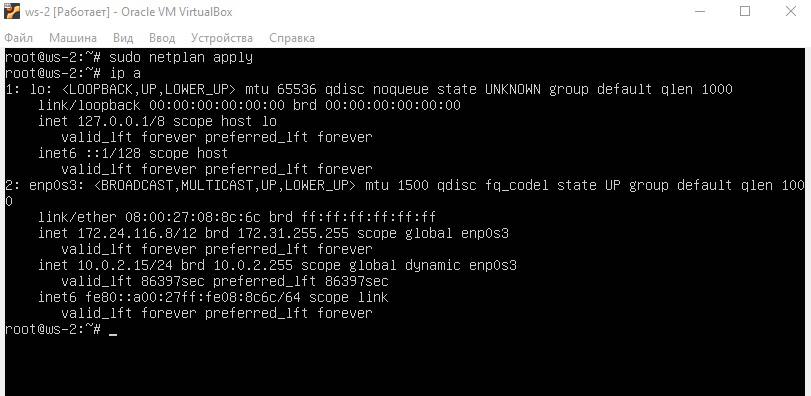 ws-2 [Работает] - Oracle VM VirtualBox
Файл Машина Вид Ввод Устройства Справка
root@ws-2:~# sudo netplan apply
root@ws-2:~# ip a
1: lo: <LOOPBACK,UP,LOWER_UP> mtu 65536 qdisc noqueue state UNKNOWN group default qlen 1000
    link/loopback 00:00:00:00:00:00 brd 00:00:00:00:00:00
    inet 127.0.0.1/8 scope host lo
       valid_lft forever preferred_lft forever
    inet6 ::1/128 scope host
       valid_lft forever preferred_lft forever
2: enp0s3: <BROADCAST,MULTICAST,UP,LOWER_UP> mtu 1500 qdisc fq_codel state UP group default qlen 100
0
    link/ether 08:00:27:08:8c:6c brd ff:ff:ff:ff:ff:ff
    inet 172.24.116.8/12 brd 172.31.255.255 scope global enp0s3
       valid_lft forever preferred_lft forever
    inet 10.0.2.15/24 brd 10.0.2.255 scope global dynamic enp0s3
       valid_lft 86397sec preferred_lft 86397sec
    inet6 fe80::a00:27ff:fe08:8c6c/64 scope link
       valid_lft forever preferred_lft forever
root@ws-2:~# _